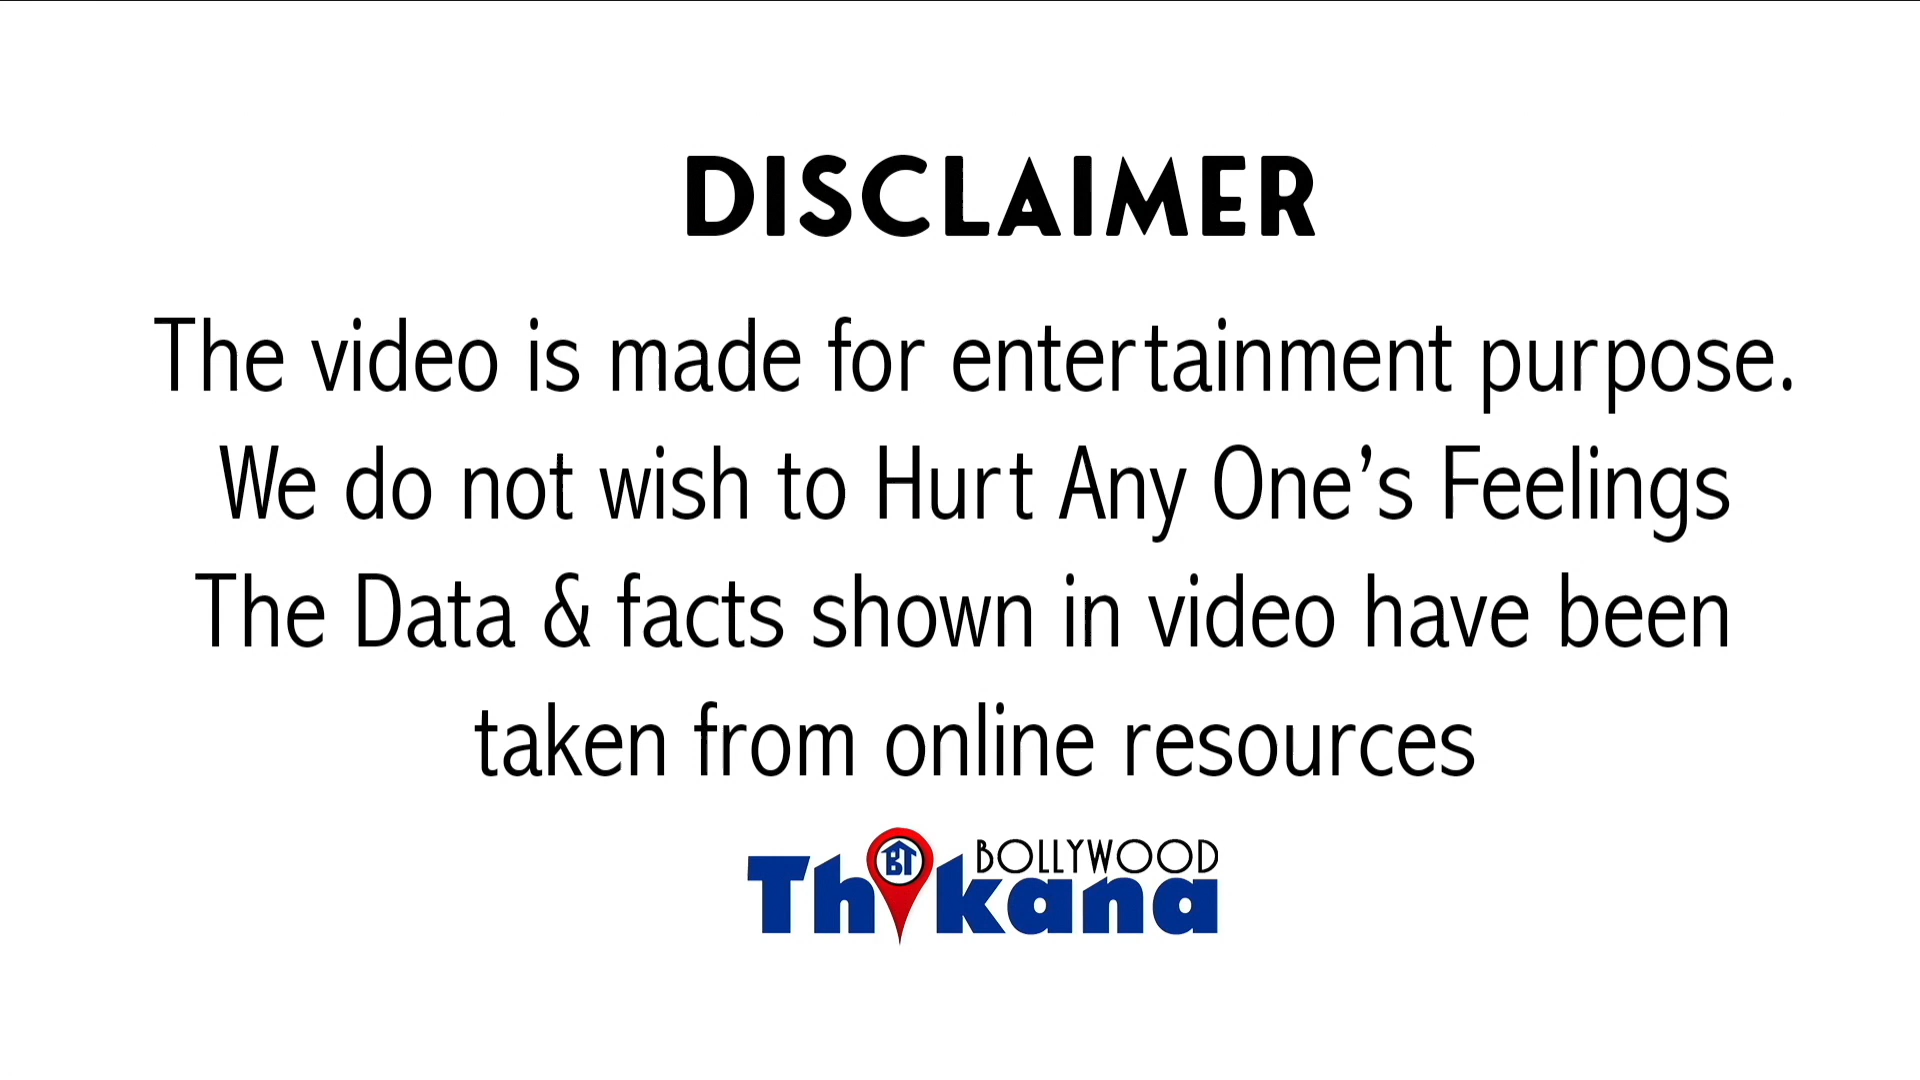 DISCLAIMER
The video is made for entertainment purpose.
We do not wish to Hurt Any One’s Feelings
The Data & facts shown in video have been
taken from online resources
BT
BOLLYWOOD
Thikana